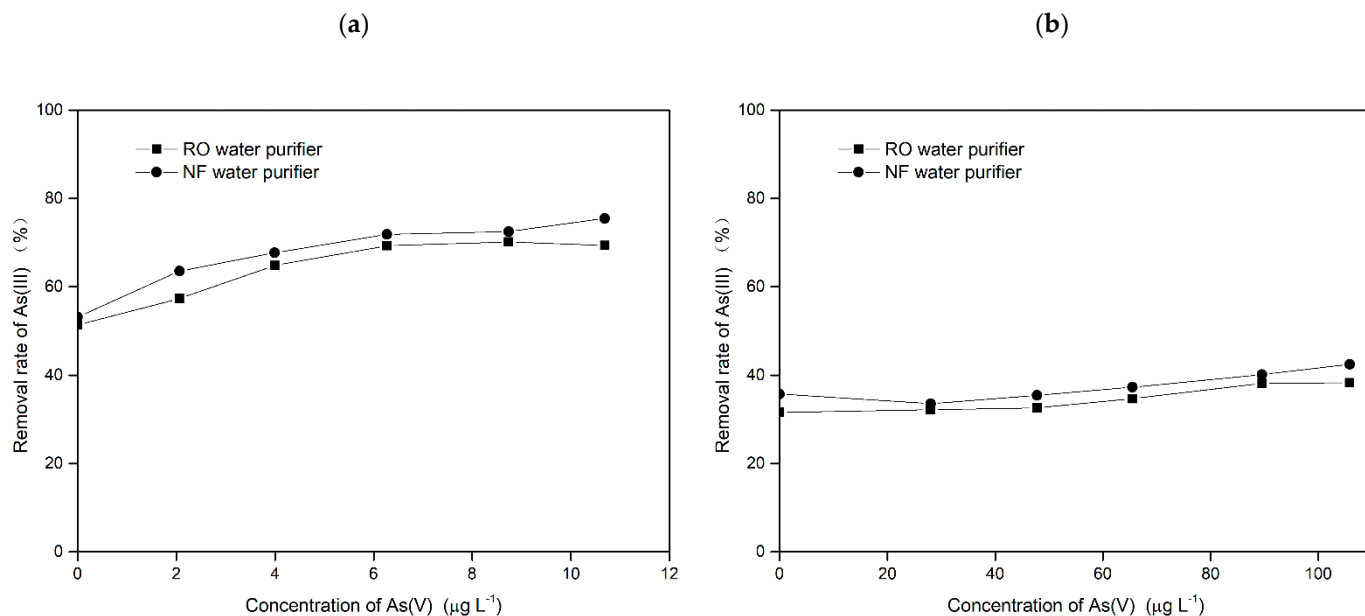 (a)
100
80
60
40
20
0
Removal rate of As(III) （%）
RO water purifier
NF water purifier
0 2 4 6 8 10 12
Concentration of As(V) (μg L⁻¹)
(b)
100
80
60
40
20
0
Removal rate of As(III) （%）
RO water purifier
NF water purifier
0 20 40 60 80 100
Concentration of As(V) (μg L⁻¹)